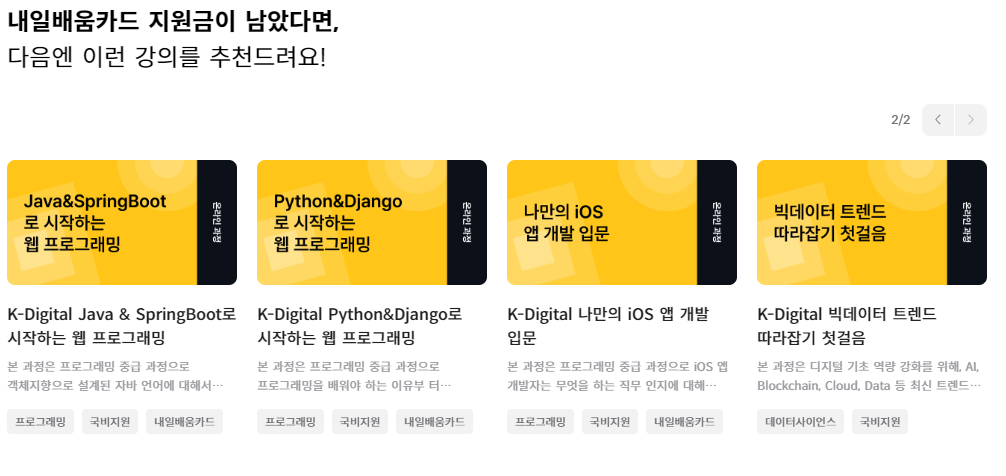 내일배움카드 지원금이 남았다면,
다음엔 이런 강의를 추천드려요!
2/2
Java&SpringBoot
로 시작하는
웹 프로그래밍
온라인 과정
Python&Django
로 시작하는
웹 프로그래밍
온라인 과정
나만의 iOS
앱 개발 입문
온라인 과정
빅데이터 트렌드
따라잡기 첫걸음
온라인 과정
K-Digital Java & SpringBoot로
시작하는 웹 프로그래밍
본 과정은 프로그래밍 중급 과정으로
객체지향으로 설계된 자바 언어에 대해서…
프로그래밍
국비지원
내일배움카드
K-Digital Python&Django로
시작하는 웹 프로그래밍
본 과정은 프로그래밍 중급 과정으로
프로그래밍을 배워야 하는 이유부 터…
프로그래밍
국비지원
내일배움카드
K-Digital 나만의 iOS 앱 개발
입문
본 과정은 프로그래밍 중급 과정으로 iOS 앱
개발자는 무엇을 하는 직무 인지에 대해…
프로그래밍
국비지원
내일배움카드
K-Digital 빅데이터 트렌드
따라잡기 첫걸음
본 과정은 디지털 기초 역량 강화를 위해, AI,
Blockchain, Cloud, Data 등 최신 트렌드…
데이터사이언스
국비지원